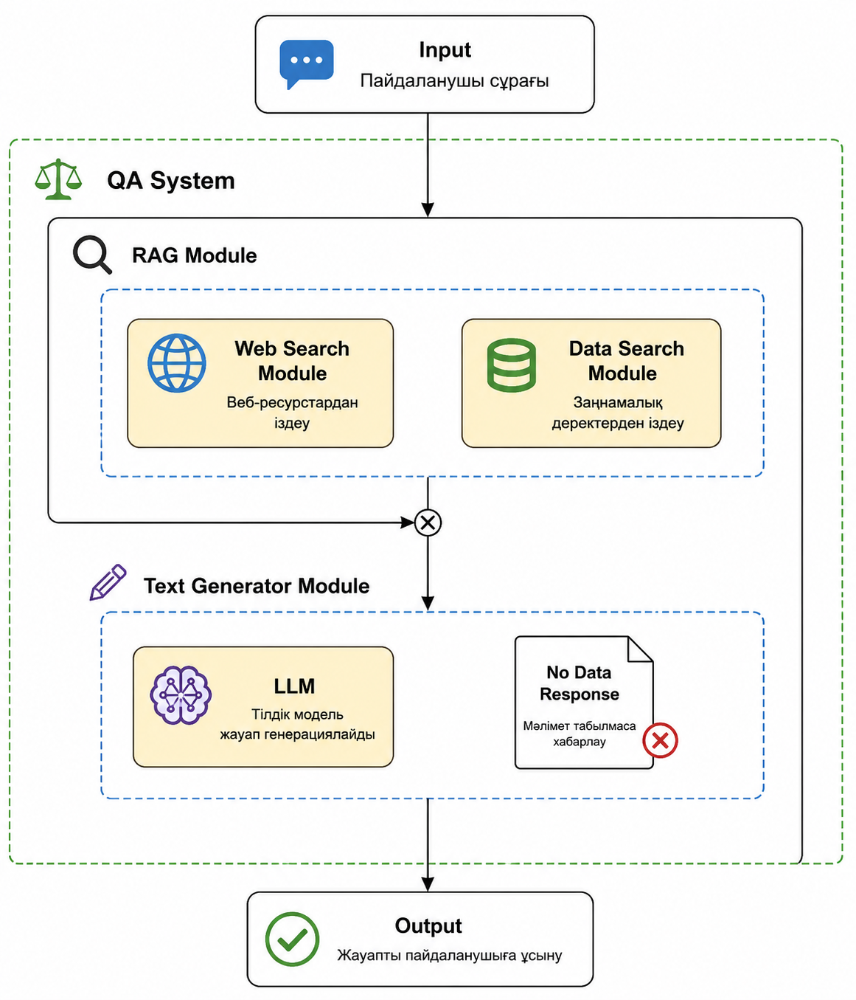 Input
Пайдаланушы сұрағы
QA System
RAG Module
Web Search
Module
Веб-ресурстардан
іздеу
Data Search
Module
Заңнамалық
деректерден іздеу
Text Generator Module
LLM
Тілдік модель
жауап генерациялайды
No Data
Response
Мәлімет табылмаса
хабарлау
Output
Жауапты пайдаланушыға ұсыну